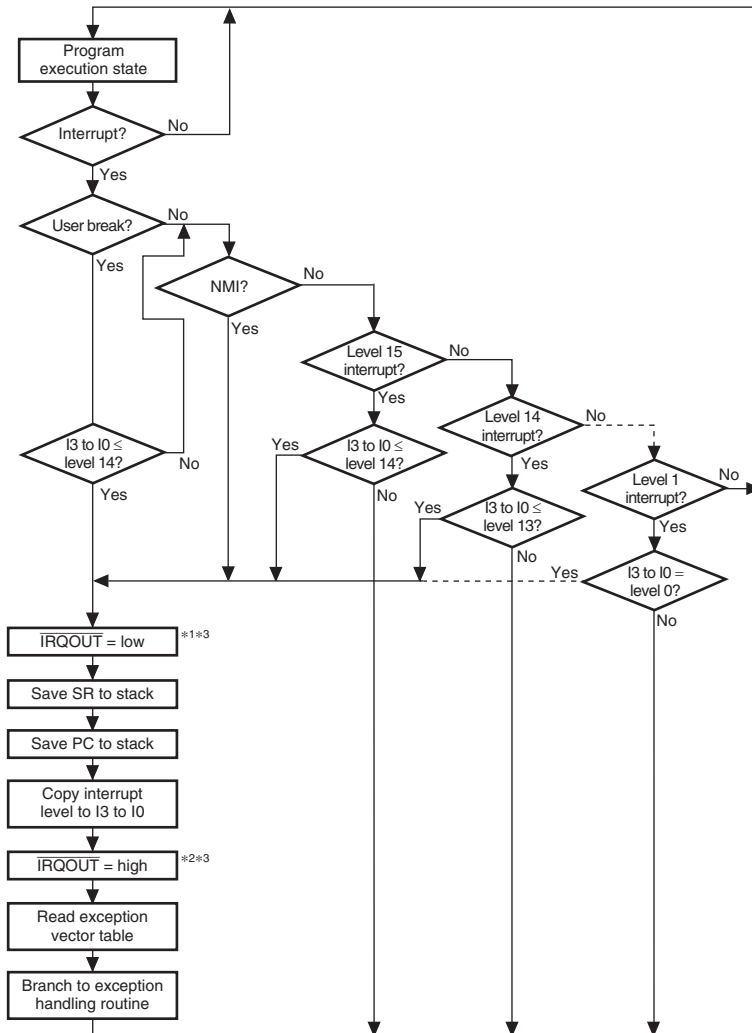 Program
execution state
Interrupt?
No
Yes
User break?
No
Yes
NMI?
No
Yes
Level 15
interrupt?
No
Yes
Level 14
interrupt?
No
Yes
I3 to I0 ≤
level 14?
No
Yes
Yes
I3 to I0 ≤
level 14?
No
Level 1
interrupt?
No
Yes
Yes
I3 to I0 ≤
level 13?
No
Yes
I3 to I0 =
level 0?
No
IRQOUT = low *1*3
Save SR to stack
Save PC to stack
Copy interrupt
level to I3 to I0
IRQOUT = high *2*3
Read exception
vector table
Branch to exception
handling routine